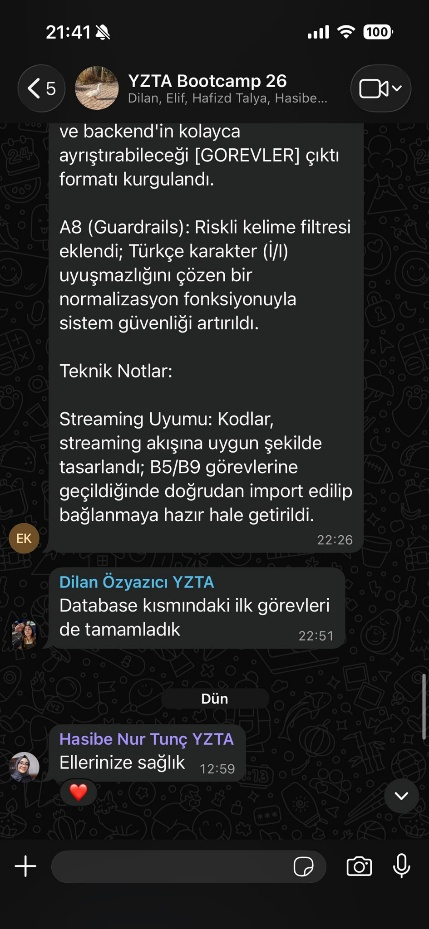 21:41
100
5
YZTA Bootcamp 26
Dilan, Elif, Hafizd Talya, Hasibe...
ve backend'in kolayca
ayrıştırabileceği [GOREVLER] çıktı
formatı kurgulandı.
A8 (Guardrails): Riskli kelime filtresi
eklendi; Türkçe karakter (İ/I)
uyuşmazlığını çözen bir
normalizasyon fonksiyonuyla
sistem güvenliği artırıldı.
Teknik Notlar:
Streaming Uyumu: Kodlar,
streaming akışına uygun şekilde
tasarlandı; B5/B9 görevlerine
geçildiğinde doğrudan import edilip
bağlanmaya hazır hale getirildi.
EK
22:26
Dilan Özyazıcı YZTA
Database kısmındaki ilk görevleri
de tamamladık
22:51
Dün
Hasibe Nur Tunç YZTA
Ellerinize sağlık 12:59